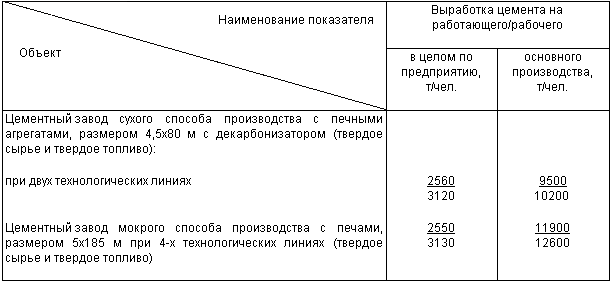 Наименование показателя
Объект
Выработка цемента на
работающего/рабочего
в целом по
предприятию,
т/чел.
основного
производства,
т/чел.
Цементный завод сухого способа производства с печными
агрегатами, размером 4,5х80 м с декарбонизатором (твердое
сырье и твердое топливо):
при двух технологических линиях
2560
3120
9500
10200
Цементный завод мокрого способа производства с печами,
размером 5х185 м при 4-х технологических линиях (твердое
сырье и твердое топливо)
2550
3130
11900
12600